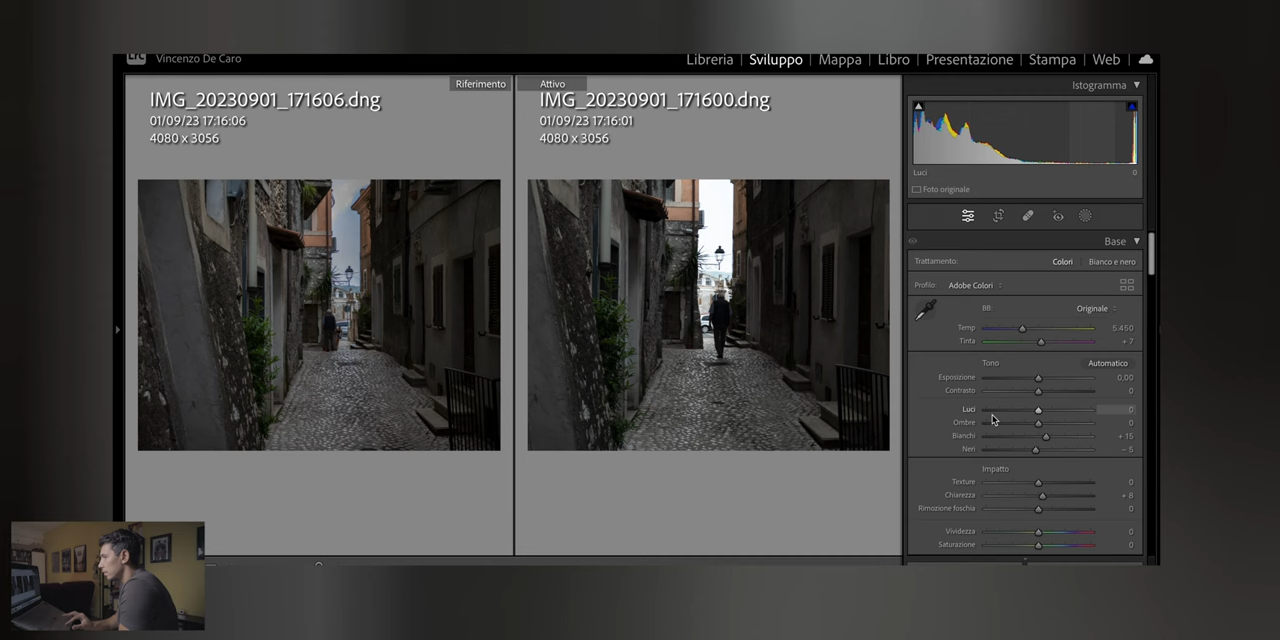 Lrc Vincenzo De Caro
Libreria | Sviluppo | Mappa | Libro | Presentazione | Stampa | Web
Riferimento
IMG_20230901_171606.dng
01/09/23 17:16:06
4080 x 3056
Attivo
IMG_20230901_171600.dng
01/09/23 17:16:01
4080 x 3056
Istogramma
Luci 0
Foto originale
Base
Trattamento: Colori Bianco e nero
Profilo: Adobe Colori
BB: Originale
Temp 5.450
Tinta + 7
Tono Automatico
Esposizione 0,00
Contrasto 0
Luci 0
Ombre 0
Bianchi + 15
Neri - 5
Impatto
Texture 0
Chiarezza + 8
Rimozione foschia 0
Vividezza 0
Saturazione 0